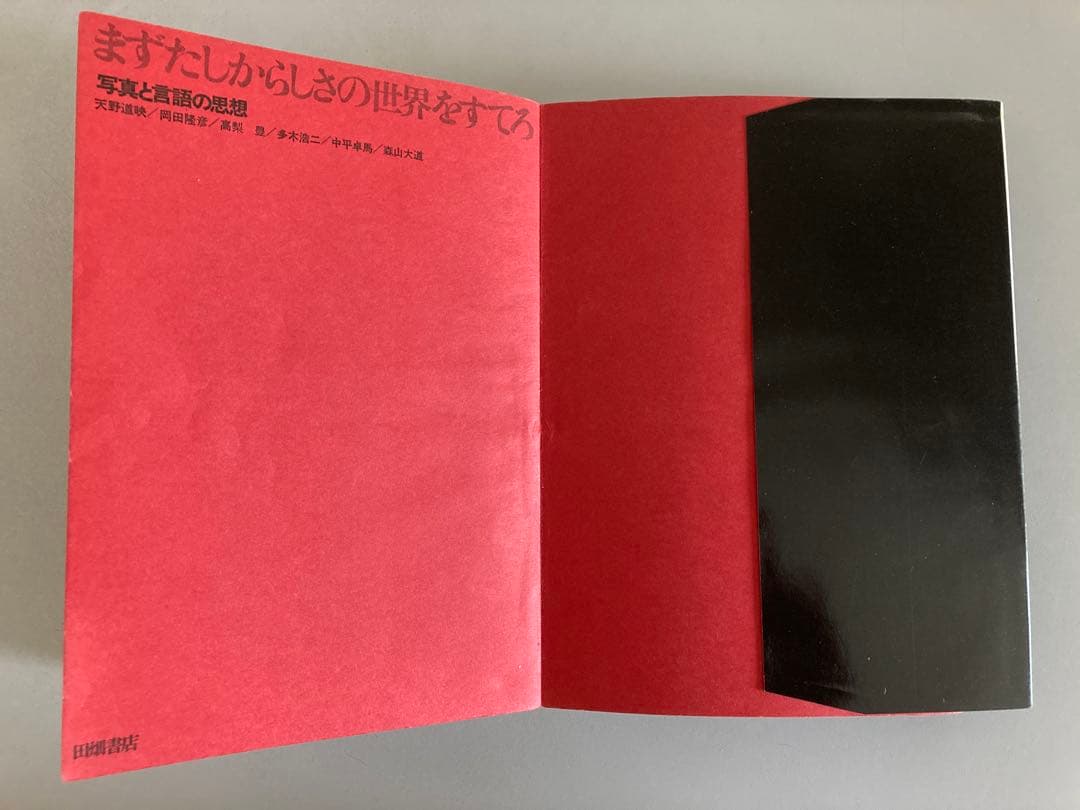 まずたしからしさの世界をすてろ
写真と言語の思想
天野道映／岡田隆彦／高梨 豊／多木浩二／中平卓馬／森山大道
田畑書店